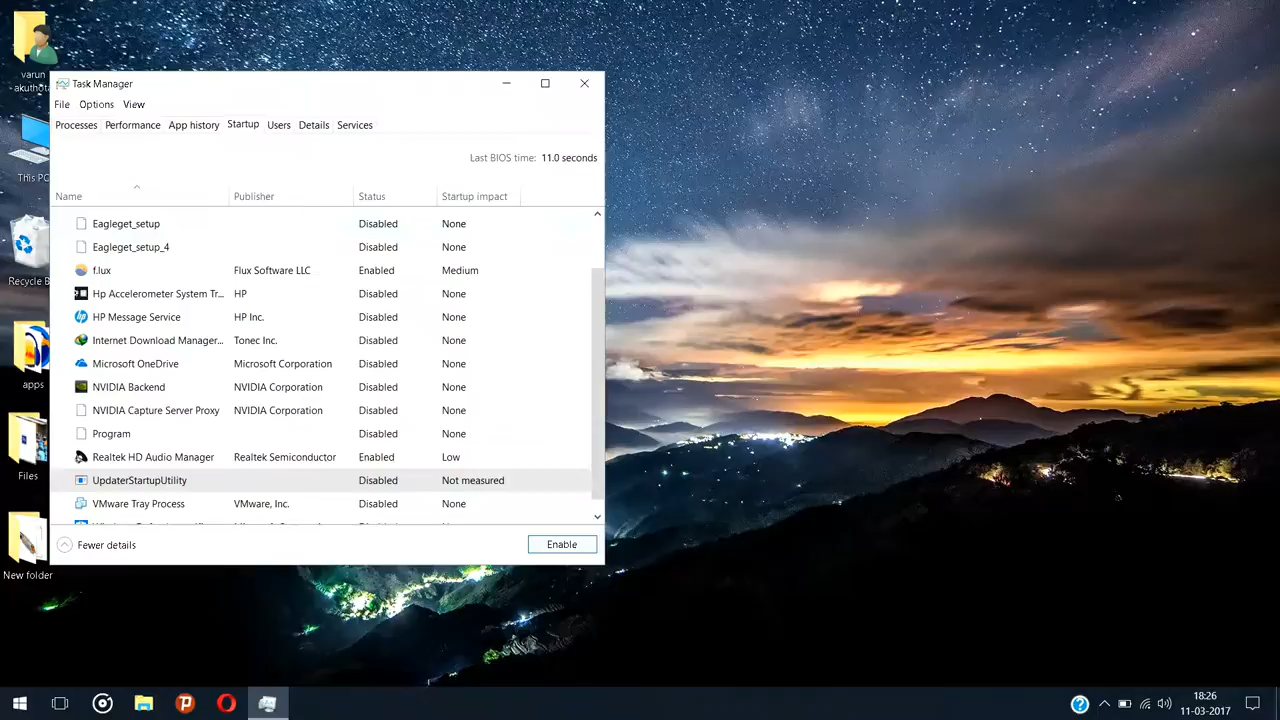 varun
akuthota
This PC
Recycle B
apps
Files
New folder
Task Manager
File Options View
Processes Performance App history Startup Users Details Services
Last BIOS time: 11.0 seconds
Name Publisher Status Startup impact
Eagleget_setup Disabled None
Eagleget_setup_4 Disabled None
f.lux Flux Software LLC Enabled Medium
Hp Accelerometer System Tr... HP Disabled None
HP Message Service HP Inc. Disabled None
Internet Download Manager... Tonec Inc. Disabled None
Microsoft OneDrive Microsoft Corporation Disabled None
NVIDIA Backend NVIDIA Corporation Disabled None
NVIDIA Capture Server Proxy NVIDIA Corporation Disabled None
Program Disabled None
Realtek HD Audio Manager Realtek Semiconductor Enabled Low
UpdaterStartupUtility Disabled Not measured
VMware Tray Process VMware, Inc. Disabled None
Fewer details Enable
18:26
11-03-2017